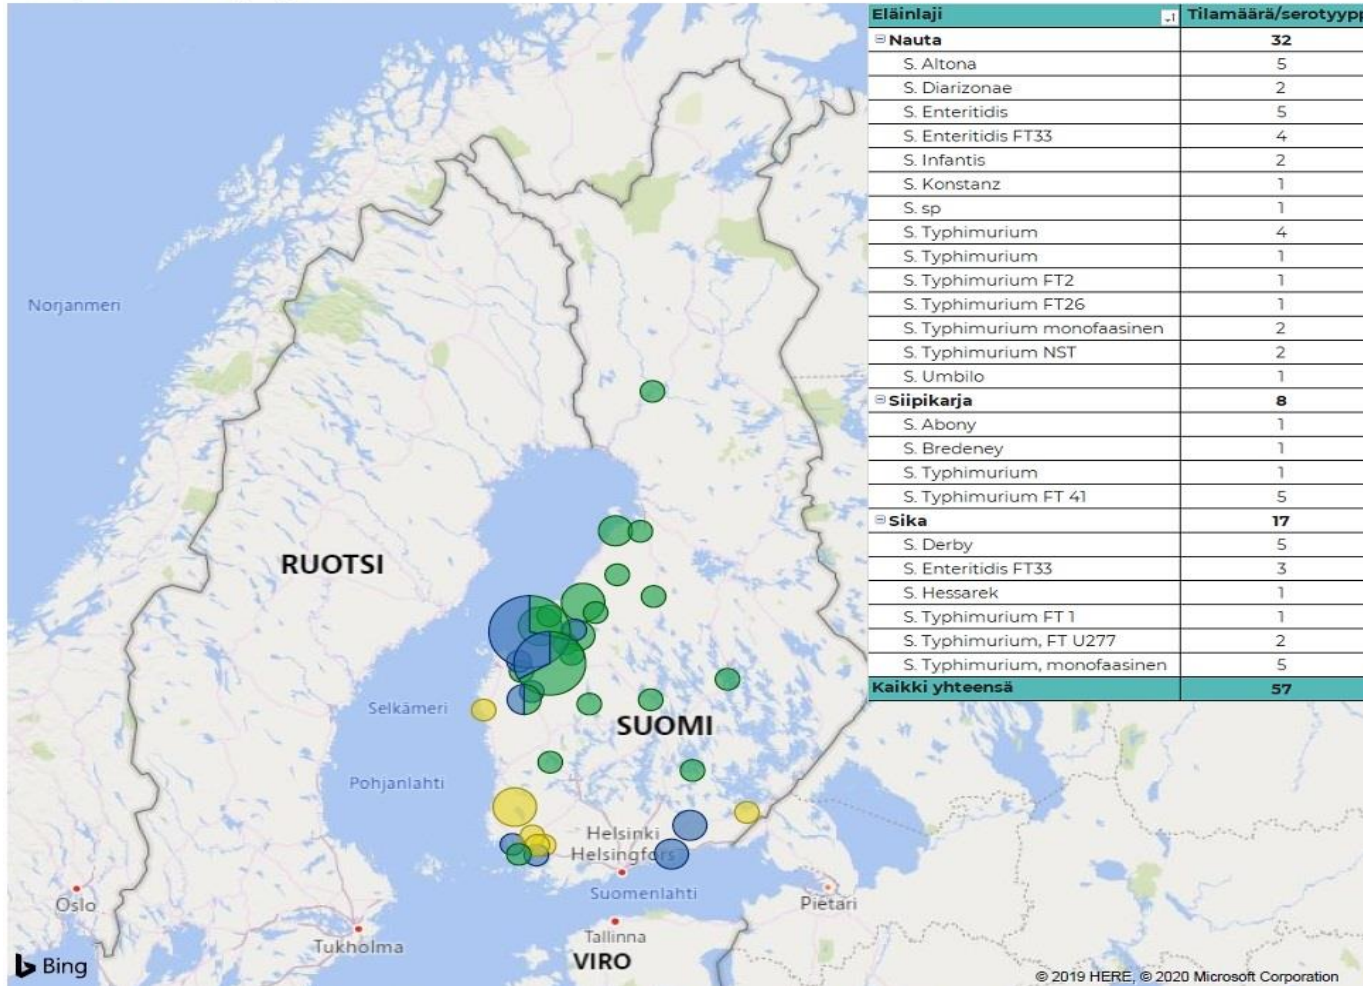 Eläinlaji Tilamäärä/serotyypp
Nauta 32
S. Altona 5
S. Diarizonae 2
S. Enteritidis 5
S. Enteritidis FT33 4
S. Infantis 2
S. Konstanz 1
S. sp 1
S. Typhimurium 4
S. Typhimurium 1
S. Typhimurium FT2 1
S. Typhimurium FT26 1
S. Typhimurium monofaasinen 2
S. Typhimurium NST 2
S. Umbilo 1
Siipikarja 8
S. Abony 1
S. Bredeney 1
S. Typhimurium 1
S. Typhimurium FT 41 5
Sika 17
S. Derby 5
S. Enteritidis FT33 3
S. Hessarek 1
S. Typhimurium FT 1 1
S. Typhimurium, FT U277 2
S. Typhimurium, monofaasinen 5
Kaikki yhteensä 57
Norjanmeri
RUOTSI
Selkämeri
SUOMI
Pohjanlahti
Helsinki
Helsingfors
Suomenlahti
Pietari
Oslo
Tukholma
Tallinna
VIRO
Bing
© 2019 HERE, © 2020 Microsoft Corporation